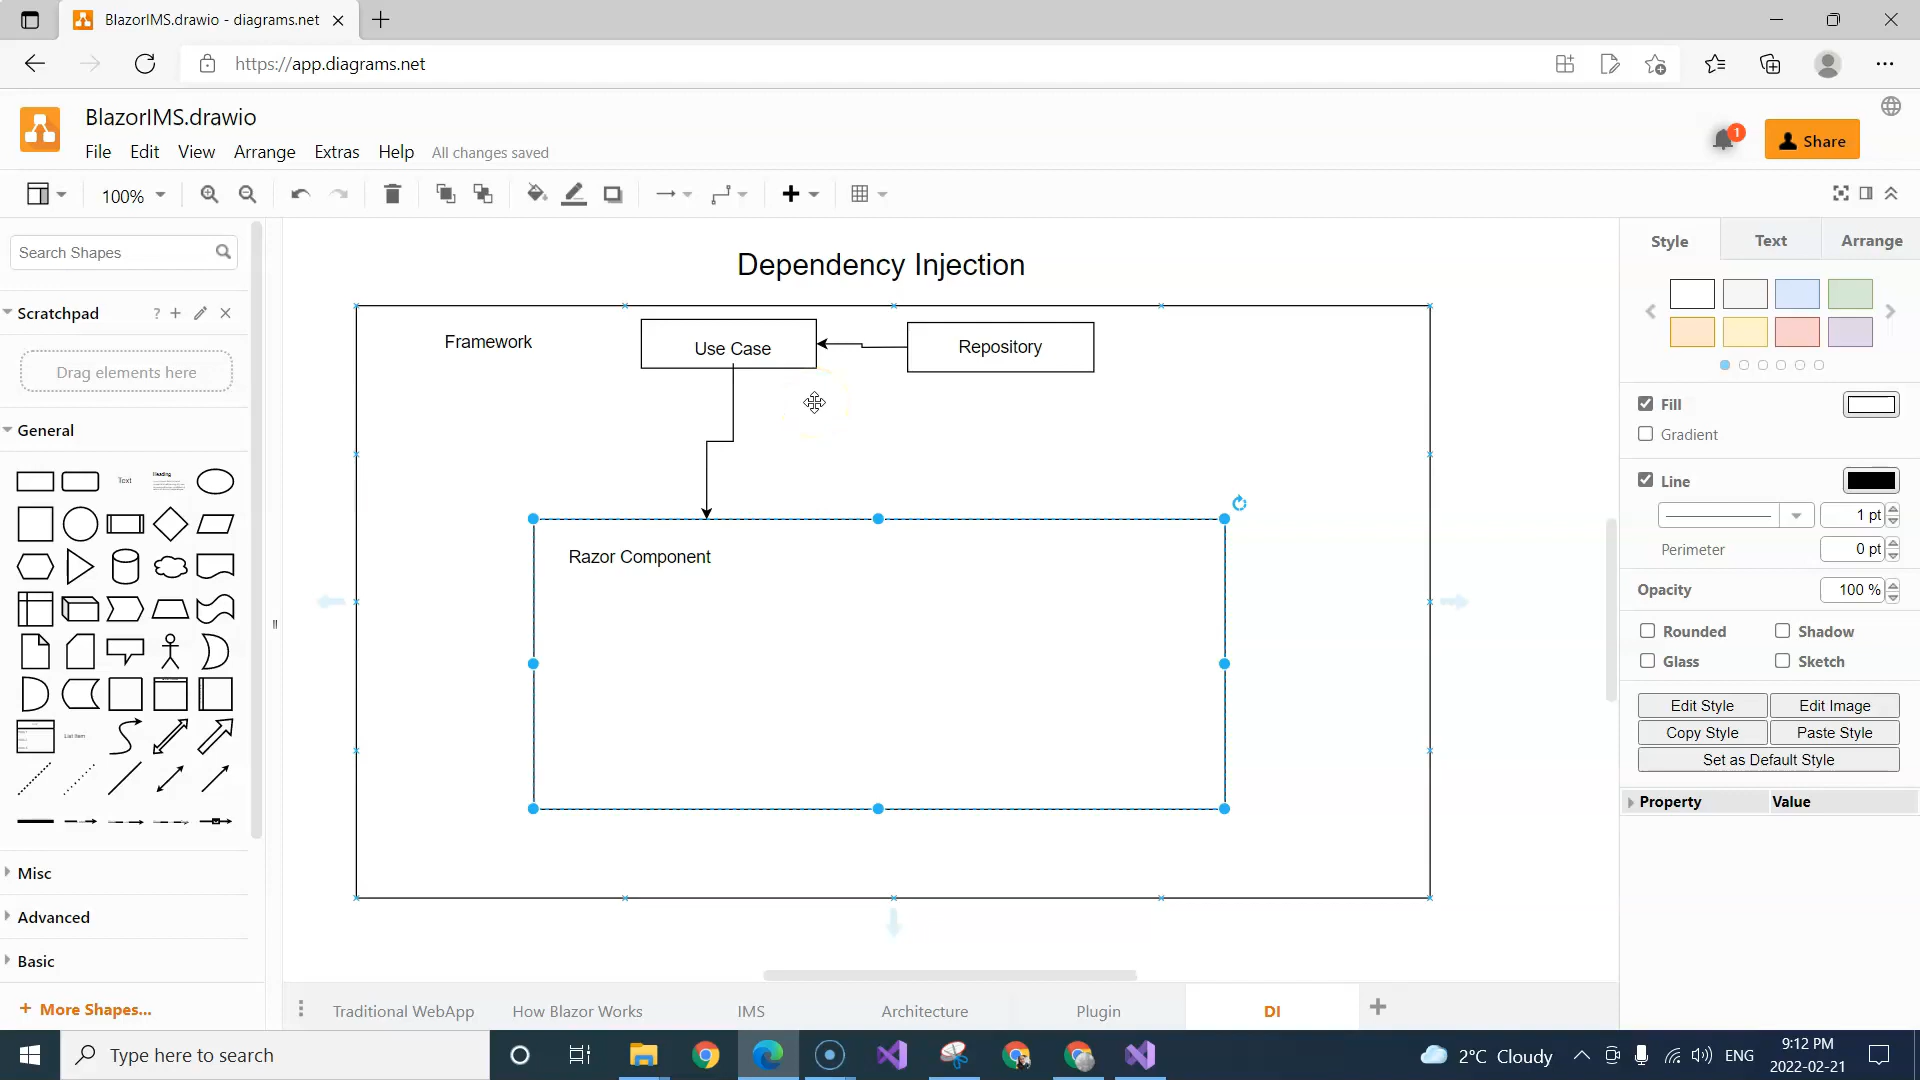 BlazorIMS.drawio - diagrams.net
https://app.diagrams.net
BlazorIMS.drawio
File Edit View Arrange Extras Help All changes saved
1
Share
100%
Search Shapes
Scratchpad
?
Drag elements here
General
Text
Heading
List Item
Misc
Advanced
Basic
+ More Shapes...
Dependency Injection
Framework
Use Case
Repository
Razor Component
Traditional WebApp How Blazor Works IMS Architecture Plugin DI
Style Text Arrange
Fill
Gradient
Line
1 pt
Perimeter 0 pt
Opacity 100 %
Rounded Shadow
Glass Sketch
Edit Style Edit Image
Copy Style Paste Style
Set as Default Style
Property Value
Type here to search
2°C Cloudy
ENG
9:12 PM
2022-02-21